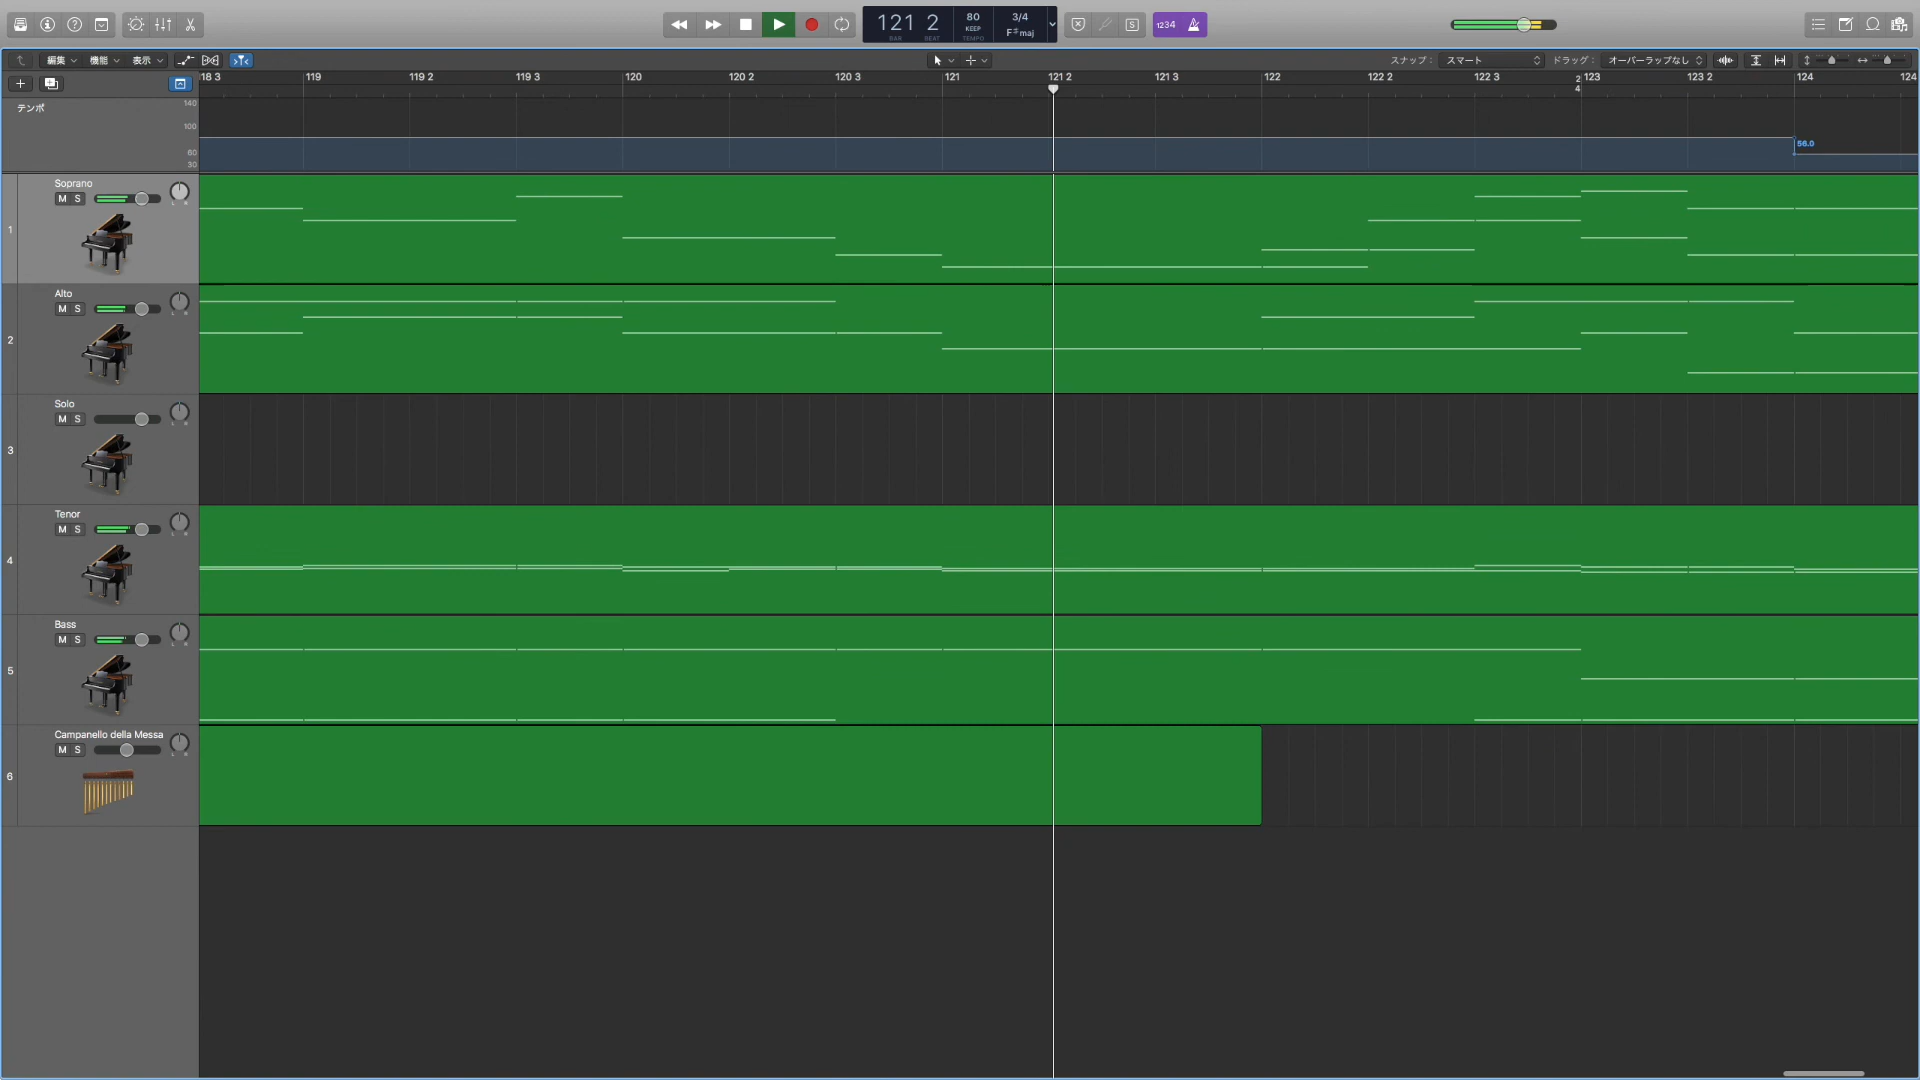 121 2
BAR BEAT
80
KEEP
TEMPO
3/4
F♯maj
S
1234
編集 機能 表示
スナップ： スマート
ドラッグ： オーバーラップなし
18 3 119 119 2 119 3 120 120 2 120 3 121 121 2 121 3 122 122 2 122 3 2 123 123 2 124 124
4
テンポ
140
100
60
30
56.0
1
Soprano
M S
L R
2
Alto
M S
L R
3
Solo
M S
L R
4
Tenor
M S
L R
5
Bass
M S
L R
6
Campanello della Messa
M S
L R